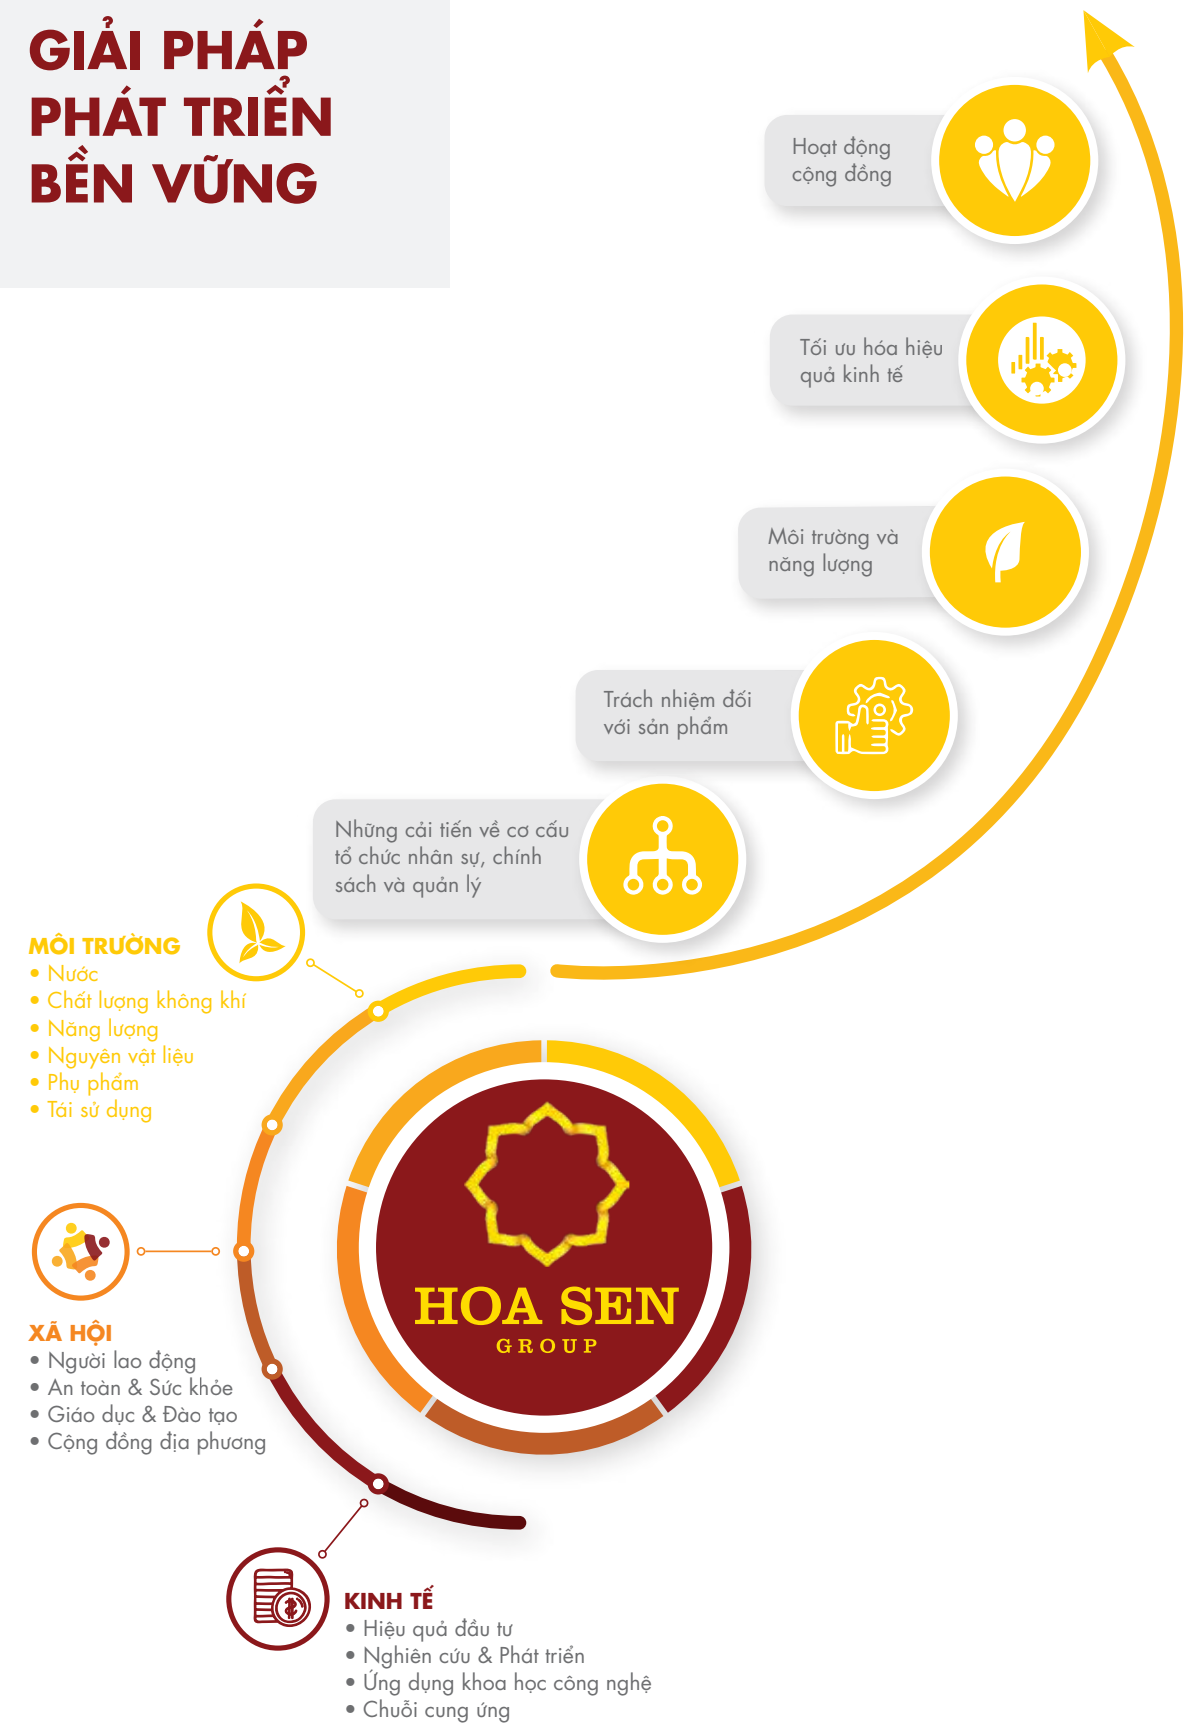 GIẢI PHÁP
PHÁT TRIỂN
BỀN VỮNG
Hoạt động
cộng đồng
Tối ưu hóa hiệu
quả kinh tế
Môi trường và
năng lượng
Trách nhiệm đối
với sản phẩm
Những cải tiến về cơ cấu
tổ chức nhân sự, chính
sách và quản lý
MÔI TRƯỜNG
• Nước
• Chất lượng không khí
• Năng lượng
• Nguyên vật liệu
• Phụ phẩm
• Tái sử dụng
HOA SEN
GROUP
XÃ HỘI
• Người lao động
• An toàn & Sức khỏe
• Giáo dục & Đào tạo
• Cộng đồng địa phương
KINH TẾ
• Hiệu quả đầu tư
• Nghiên cứu & Phát triển
• Ứng dụng khoa học công nghệ
• Chuỗi cung ứng